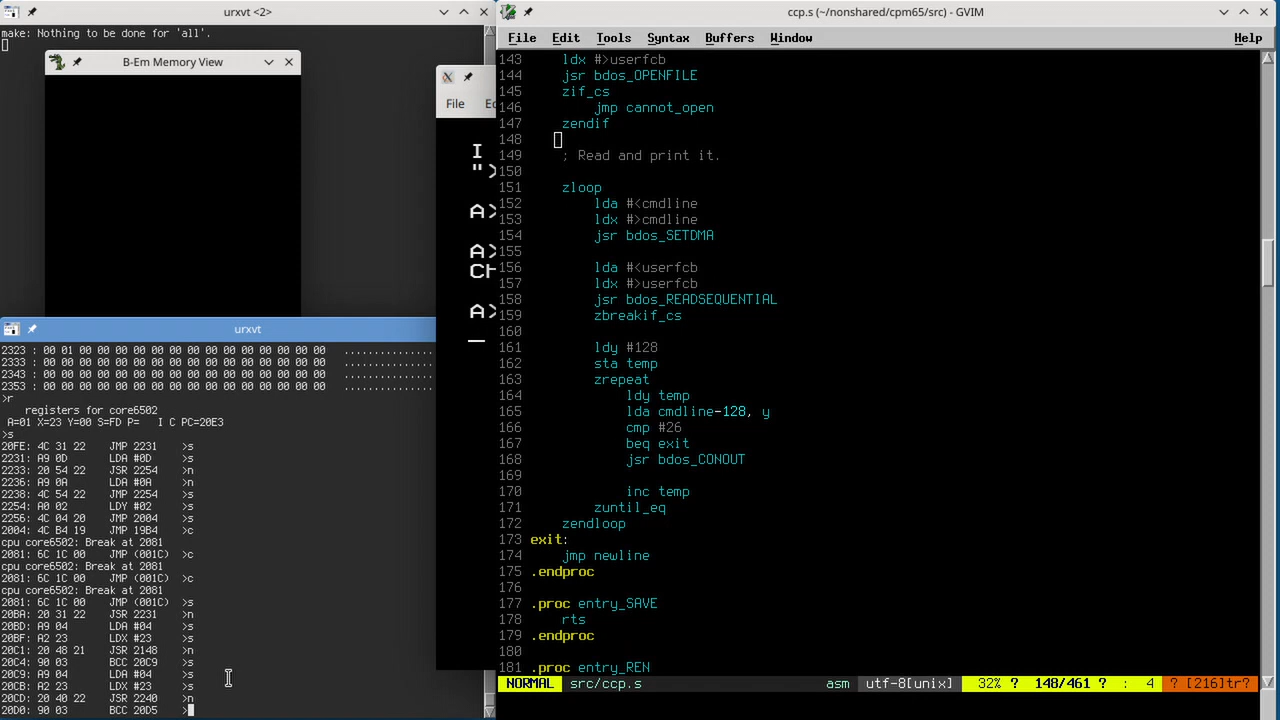 urxvt <2>
make: Nothing to be done for 'all'.
B-Em Memory View
File
I
">
A>
A>
CH
A>
urxvt
2323 : 00 01 00 00 00 00 00 00 00 00 00 00 00 00 00 00 ................
2333 : 00 00 00 00 00 00 00 00 00 00 00 00 00 00 00 00 ................
2343 : 00 00 00 00 00 00 00 00 00 00 00 00 00 00 00 00 ................
2353 : 00 00 00 00 00 00 00 00 00 00 00 00 00 00 00 00 ................
>r
registers for core6502
A=01 X=23 Y=00 S=FD P=   I C PC=20E3
>s
20FE: 4C 31 22 JMP 2231 >s
2231: A9 0D LDA #0D >s
2233: 20 54 22 JSR 2254 >n
2236: A9 0A LDA #0A >n
2238: 4C 54 22 JMP 2254 >s
2254: A0 02 LDY #02 >s
2256: 4C 04 20 JMP 2004 >s
2004: 4C B4 19 JMP 19B4 >c
cpu core6502: Break at 2081
2081: 6C 1C 00 JMP (001C) >c
cpu core6502: Break at 2081
2081: 6C 1C 00 JMP (001C) >c
cpu core6502: Break at 2081
2081: 6C 1C 00 JMP (001C) >s
20BA: 20 31 22 JSR 2231 >n
20BD: A9 04 LDA #04 >s
20BF: A2 23 LDX #23 >s
20C1: 20 48 21 JSR 2148 >n
20C4: 90 03 BCC 20C9 >s
20C9: A9 04 LDA #04 >s
20CB: A2 23 LDX #23 >s
20CD: 20 48 22 JSR 2240 >n
20D0: 90 03 BCC 20D5 >
ccp.s (~/nonshared/cpm65/src) - GVIM
File Edit Tools Syntax Buffers Window Help
143 ldx #>userfcb
144 jsr bdos_OPENFILE
145 zif_cs
146 jmp cannot_open
147 zendif
148
149 ; Read and print it.
150
151 zloop
152 lda #<cmdline
153 ldx #>cmdline
154 jsr bdos_SETDMA
155
156 lda #<userfcb
157 ldx #>userfcb
158 jsr bdos_READSEQUENTIAL
159 zbreakif_cs
160
161 ldy #128
162 sta temp
163 zrepeat
164 ldy temp
165 lda cmdline-128, y
166 cmp #26
167 beq exit
168 jsr bdos_CONOUT
169
170 inc temp
171 zuntil_eq
172 zendloop
173 exit:
174 jmp newline
175 .endproc
176
177 .proc entry_SAVE
178 rts
179 .endproc
180
181 .proc entry_REN
NORMAL src/ccp.s asm utf-8[unix] 32% ? 148/461 ? : 4 ? [216]tr?